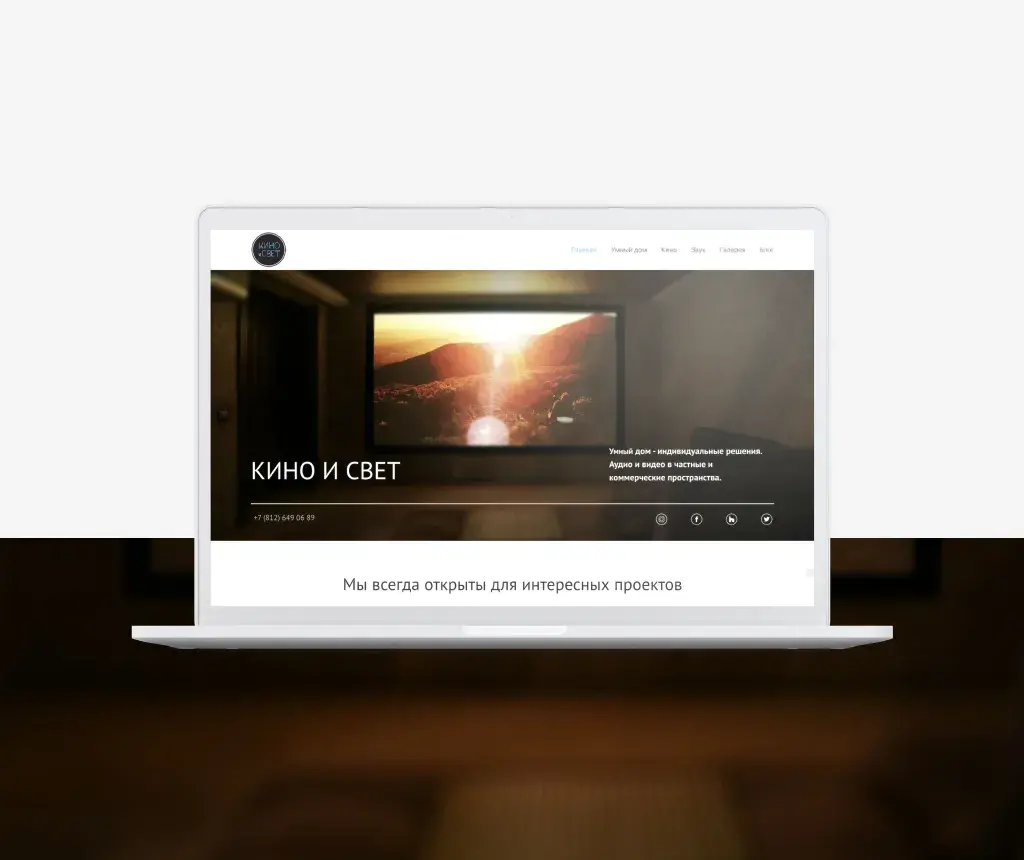 КИНО
и СВЕТ
Главная Умный дом Кино Звук Галерея Блог
КИНО И СВЕТ
Умный дом - индивидуальные решения.
Аудио и видео в частные и
коммерческие пространства.
+7 (812) 649 06 89
Мы всегда открыты для интересных проектов